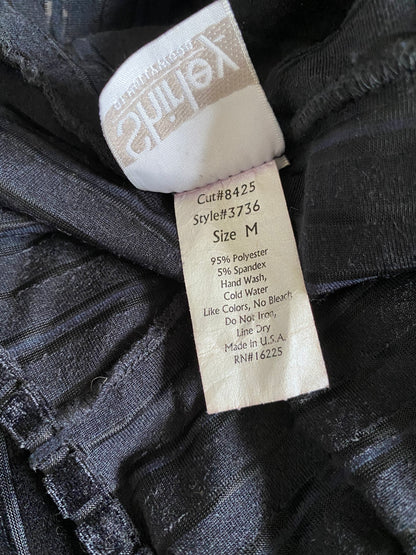 Cut#8425
Style#3736
Size M
95% Polyester
5% Spandex
Hand Wash,
Cold Water
Like Colors, No Bleach
Do Not Iron,
Line Dry
Made in U.S.A.
RN#16225